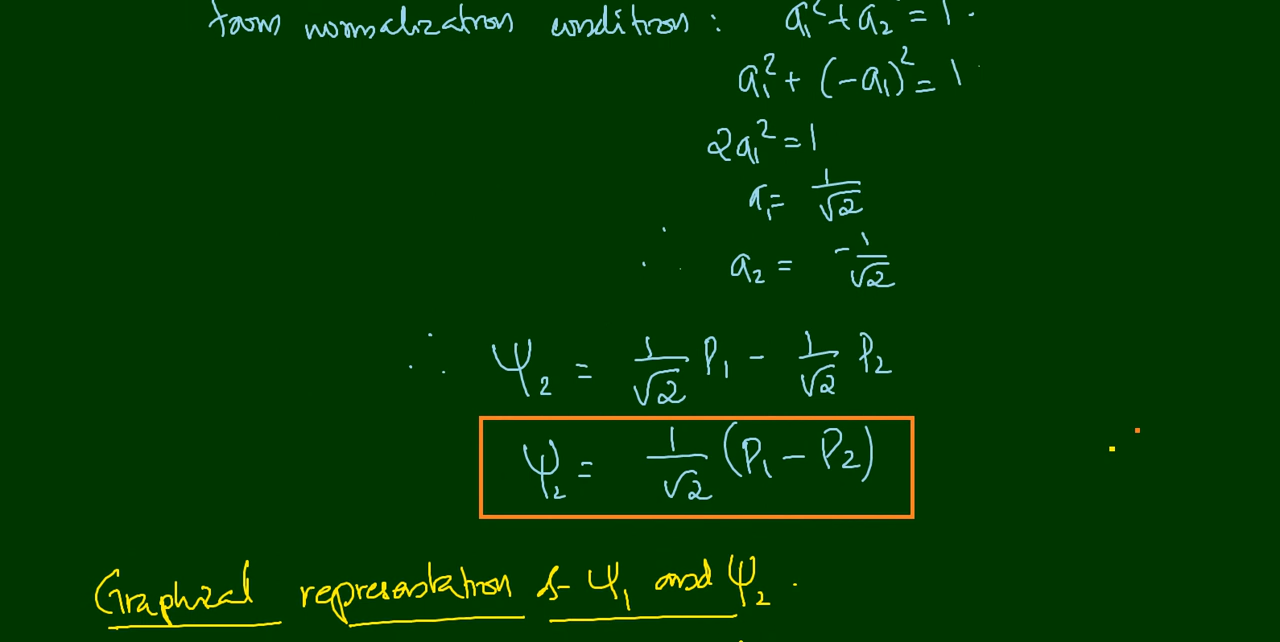 from normalization condition : a₁² + a₂ = 1 .
a₁² + (-a₁)² = 1
2a₁² = 1
a₁ = 1/√2
∴ a₂ = -1/√2
∴ Ψ₂ = 1/√2 P₁ - 1/√2 P₂
Ψ₂ = 1/√2 (P₁ - P₂)
Graphical representation of Ψ₁ and Ψ₂ .